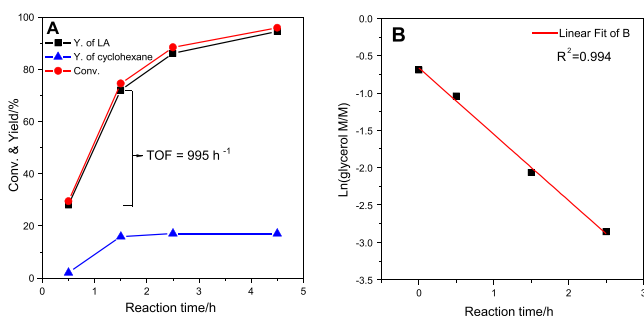 A
Y. of LA
Y. of cyclohexane
Conv.
TOF = 995 h⁻¹
Conv. & Yield/%
100
80
60
40
20
0
0 1 2 3 4 5
Reaction time/h
B
Linear Fit of B
R²=0.994
Ln(glycerol M/M)
0.0
-0.5
-1.0
-1.5
-2.0
-2.5
-3.0
-3.5
0 1 2 3
Reaction time/h